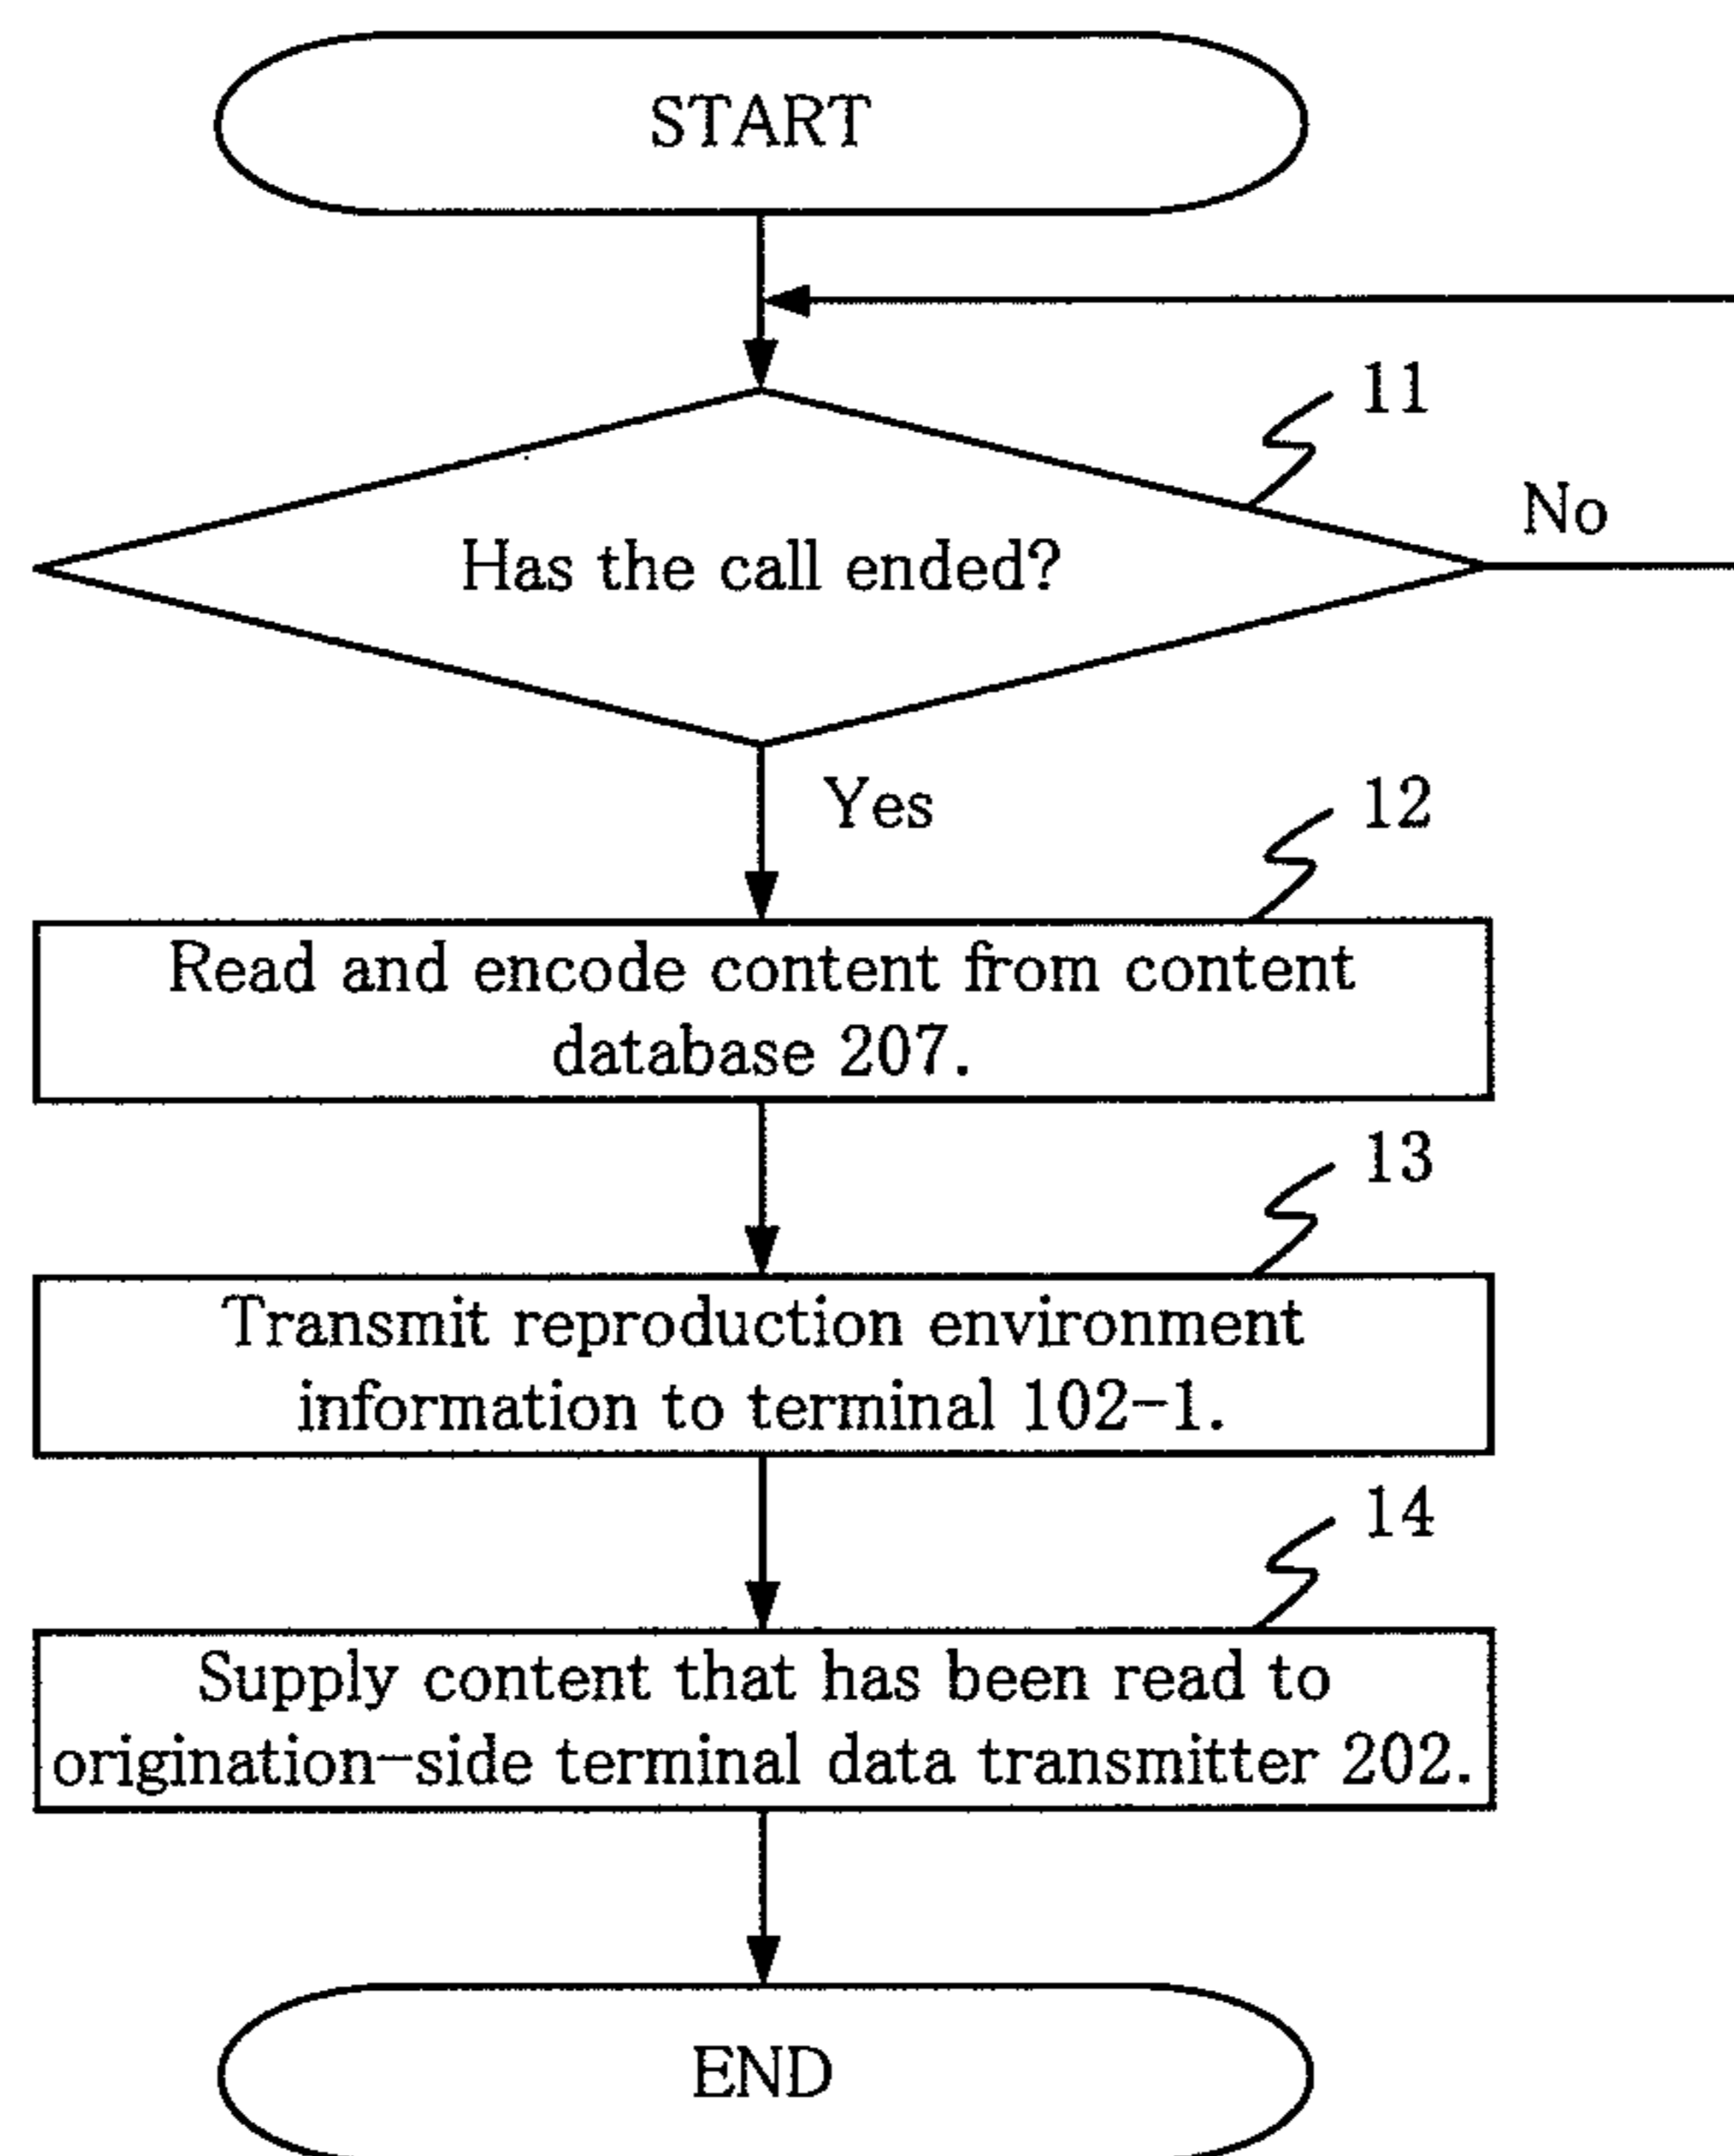 START
11
No
Has the call ended?
Yes
12
Read and encode content from content
database 207.
13
Transmit reproduction environment
information to terminal 102-1.
14
Supply content that has been read to
origination-side terminal data transmitter 202.
END